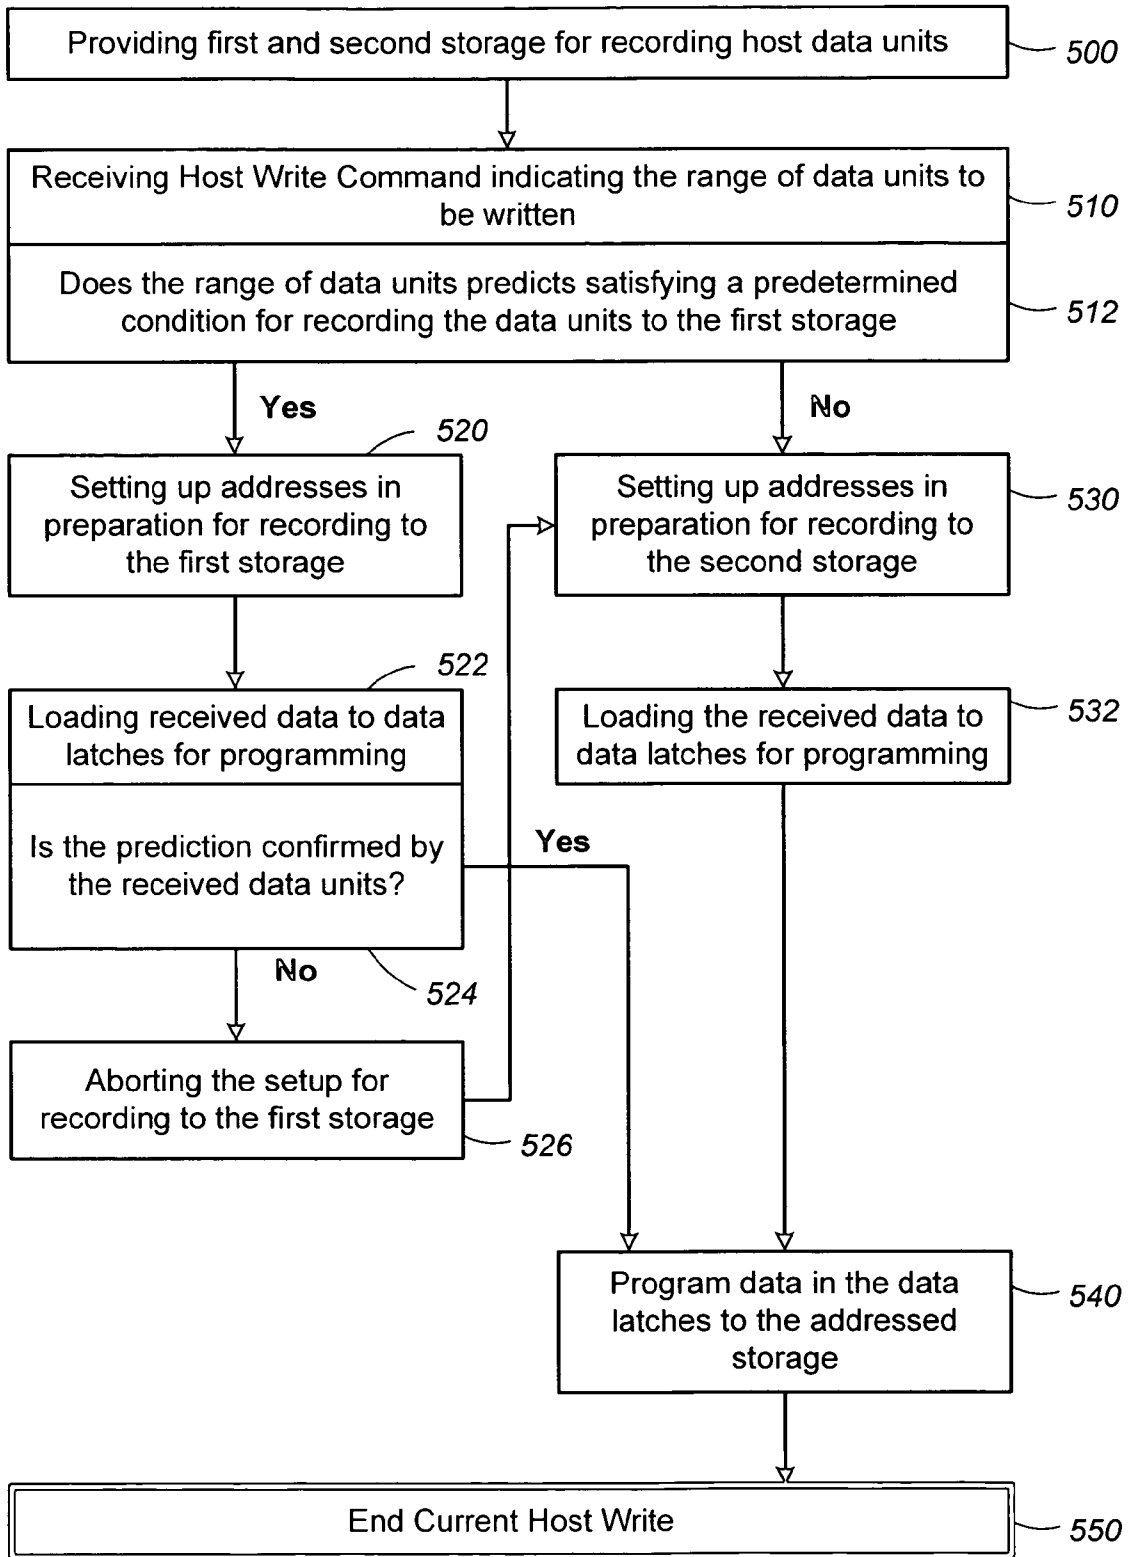 Providing first and second storage for recording host data units
500
Receiving Host Write Command indicating the range of data units to
be written
510
Does the range of data units predicts satisfying a predetermined
condition for recording the data units to the first storage
512
Yes
No
520
Setting up addresses in
preparation for recording to
the first storage
Setting up addresses in
preparation for recording to
the second storage
530
522
Loading received data to data
latches for programming
Loading the received data to
data latches for programming
532
Is the prediction confirmed by
the received data units?
Yes
No
524
Aborting the setup for
recording to the first storage
526
Program data in the data
latches to the addressed
storage
540
End Current Host Write
550